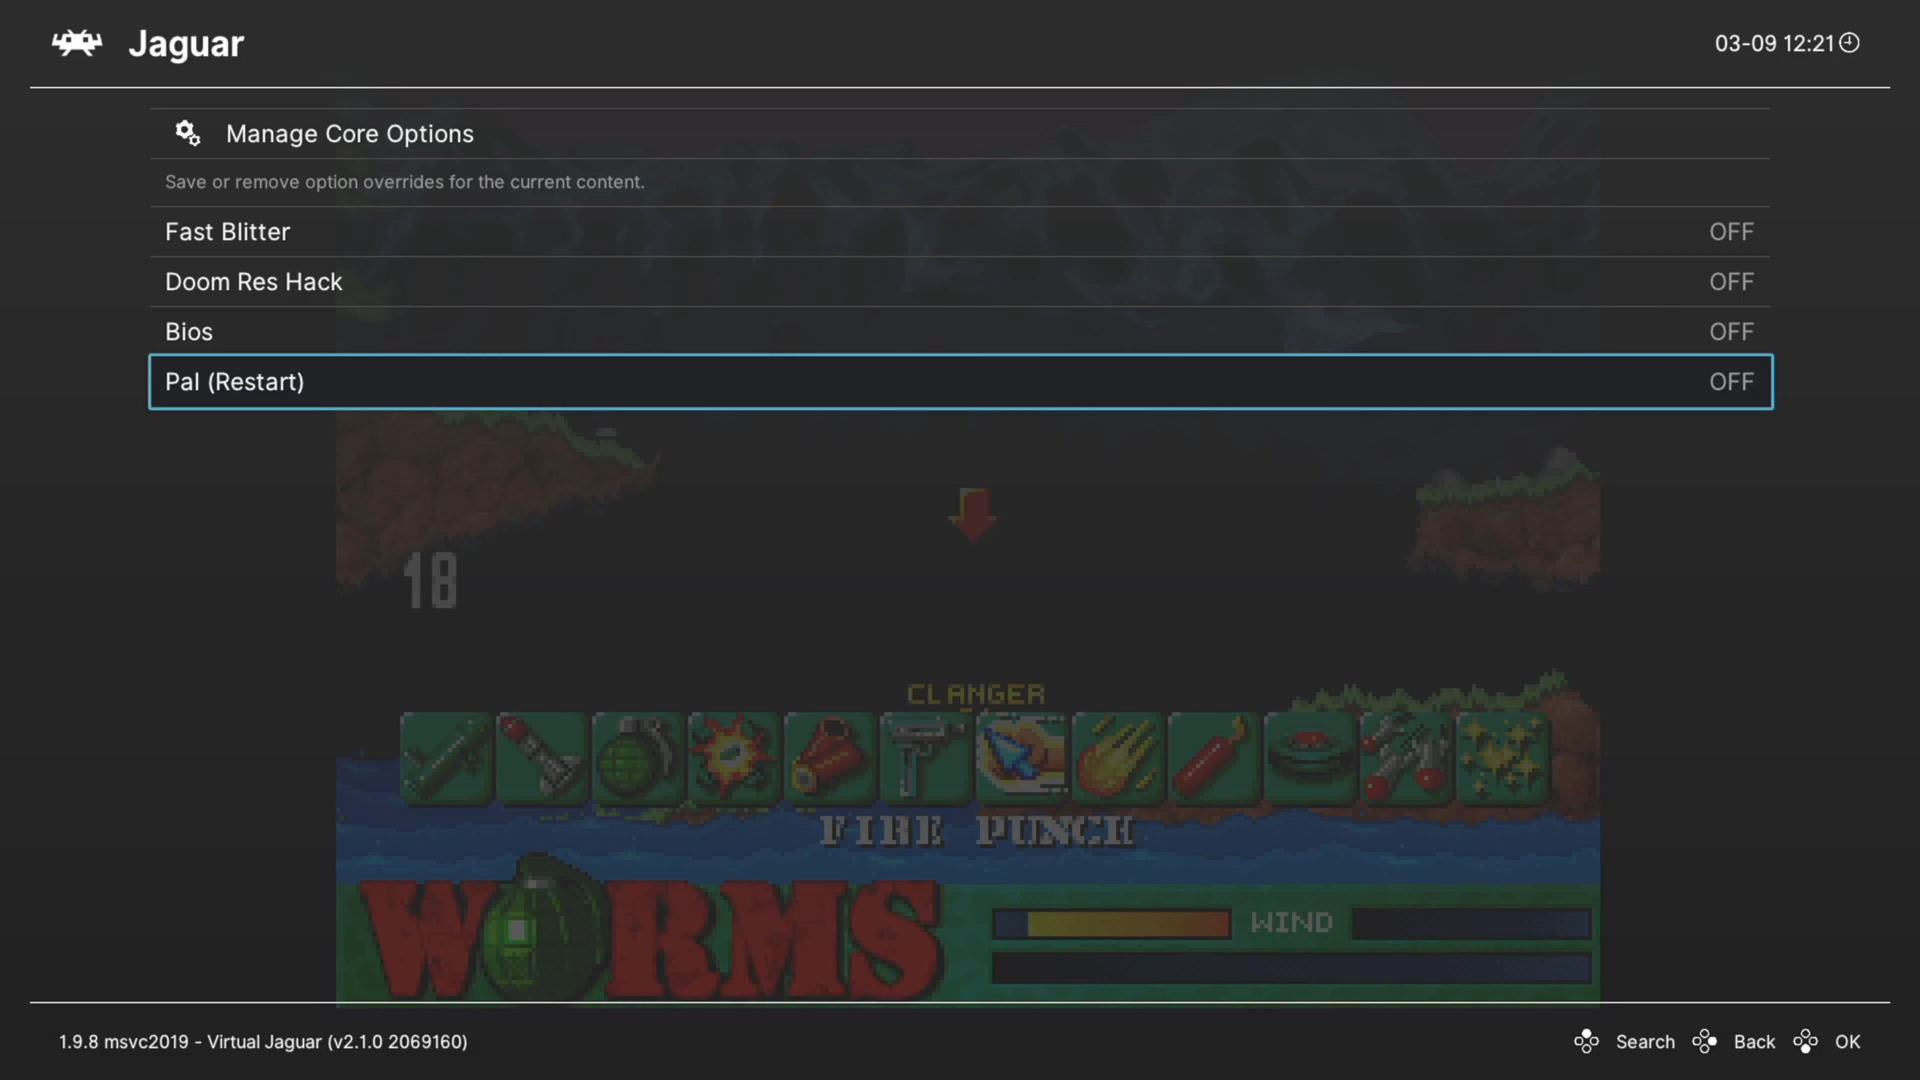 Jaguar
03-09 12:21
Manage Core Options
Save or remove option overrides for the current content.
Fast Blitter OFF
Doom Res Hack OFF
Bios OFF
Pal (Restart) OFF
18
CLANGER
FIRE PUNCH
WORMS
WIND
1.9.8 msvc2019 - Virtual Jaguar (v2.1.0 2069160)
Search Back OK